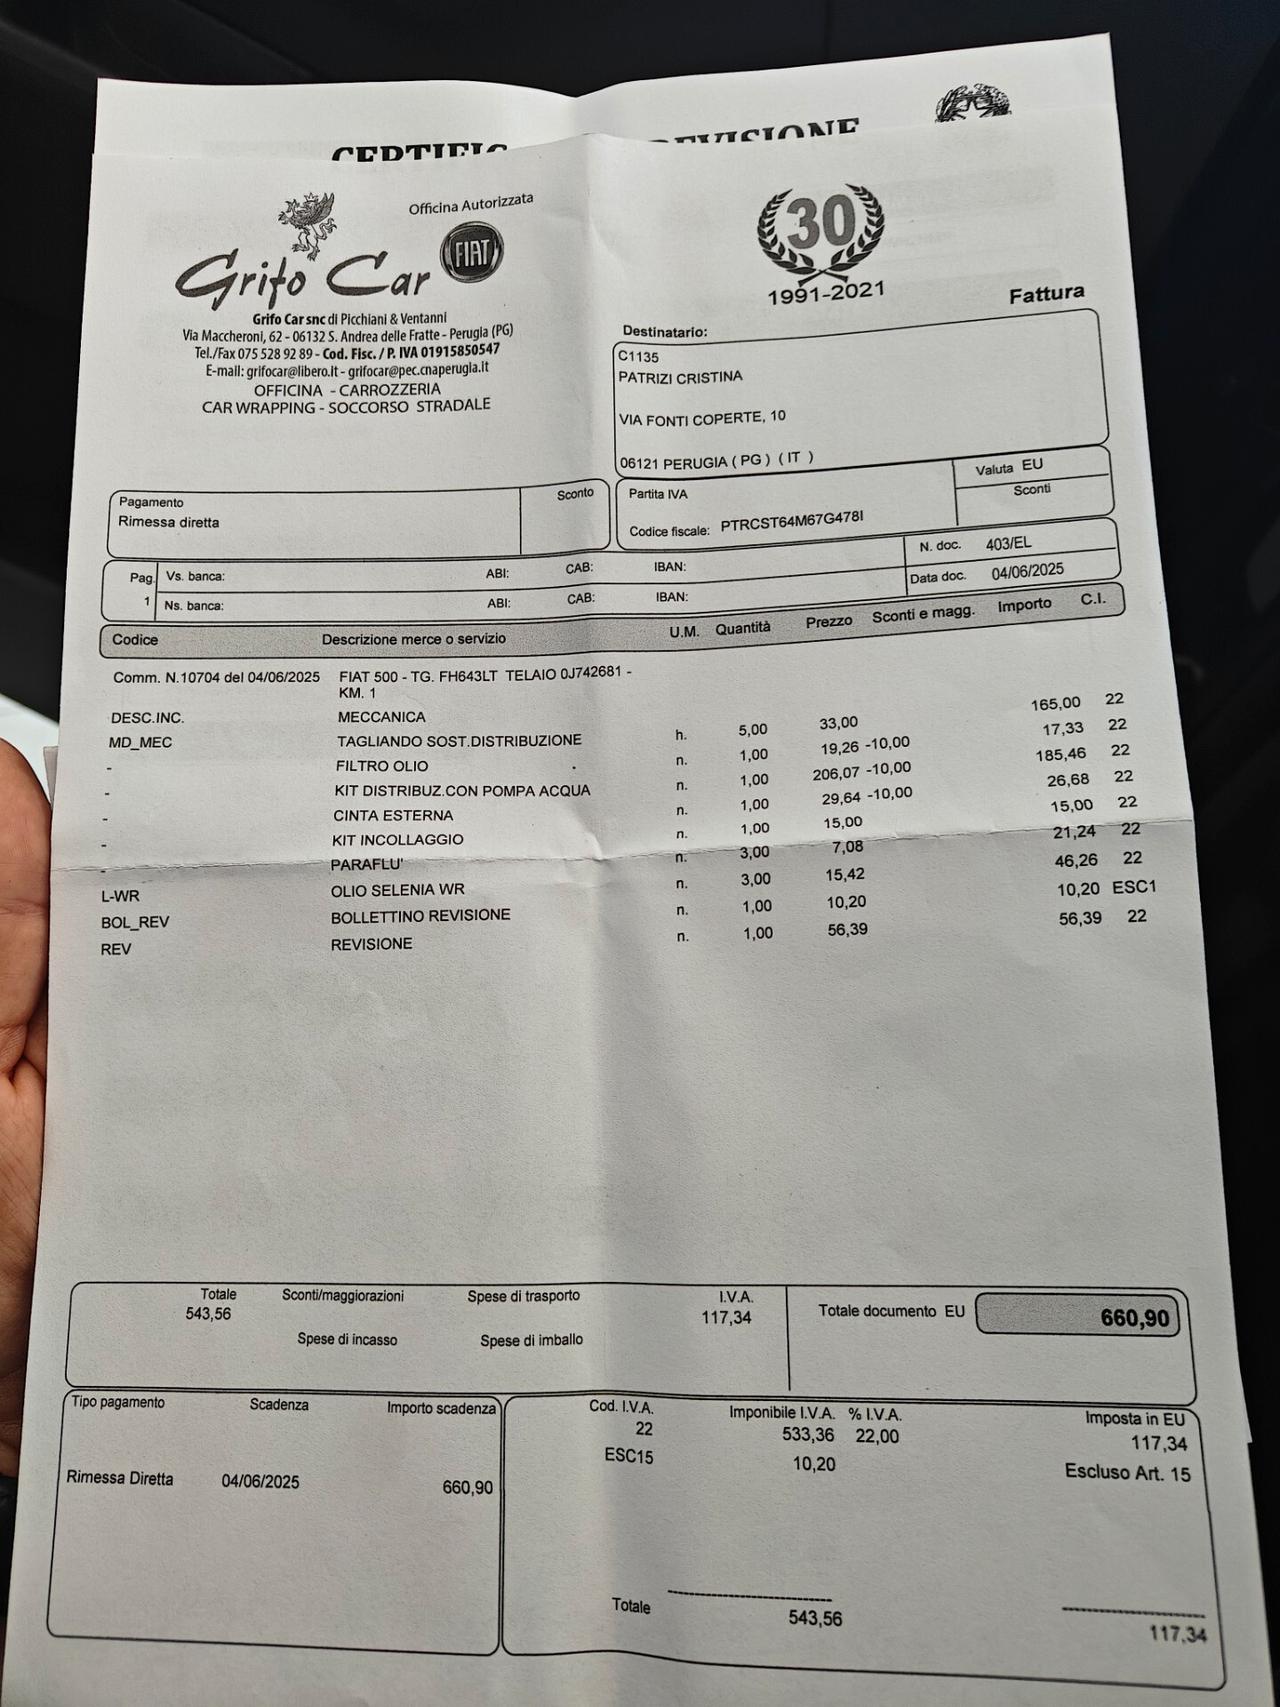 Officina Autorizzata
FIAT
Grifo Car
Grifo Car snc di Picchiani & Ventanni
Via Maccheroni, 62 - 06132 S. Andrea delle Fratte - Perugia (PG)
Tel./Fax 075 528 92 89 - Cod. Fisc. / P. IVA 01915850547
E-mail: grifocar@libero.it - grifocar@pec.cnaperugia.it
OFFICINA - CARROZZERIA
CAR WRAPPING - SOCCORSO STRADALE
30
1991-2021
Fattura
Destinatario:
C1135
PATRIZI CRISTINA
VIA FONTI COPERTE, 10
06121 PERUGIA ( PG ) ( IT )
Pagamento Sconto
Rimessa diretta
Partita IVA
Codice fiscale: PTRCST64M67G478I
Valuta EU
Sconti
Pag. 1
Vs. banca: ABI: CAB: IBAN:
Ns. banca: ABI: CAB: IBAN:
N. doc. 403/EL
Data doc. 04/06/2025
Codice Descrizione merce o servizio U.M. Quantità Prezzo Sconti e magg. Importo C.I.
Comm. N.10704 del 04/06/2025 FIAT 500 - TG. FH643LT TELAIO 0J742681 -
KM. 1
DESC.INC. MECCANICA
MD_MEC TAGLIANDO SOST.DISTRIBUZIONE h. 5,00 33,00 165,00 22
- FILTRO OLIO n. 1,00 19,26 -10,00 17,33 22
- KIT DISTRIBUZ.CON POMPA ACQUA n. 1,00 206,07 -10,00 185,46 22
- CINTA ESTERNA n. 1,00 29,64 -10,00 26,68 22
- KIT INCOLLAGGIO n. 1,00 15,00 15,00 22
- PARAFLU' n. 3,00 7,08 21,24 22
L-WR OLIO SELENIA WR n. 3,00 15,42 46,26 22
BOL_REV BOLLETTINO REVISIONE n. 1,00 10,20 10,20 ESC1
REV REVISIONE n. 1,00 56,39 56,39 22
Totale Sconti/maggiorazioni Spese di trasporto I.V.A.
543,56 117,34
Spese di incasso Spese di imballo
Totale documento EU 660,90
Tipo pagamento Scadenza Importo scadenza
Rimessa Diretta 04/06/2025 660,90
Cod. I.V.A. Imponibile I.V.A. % I.V.A. Imposta in EU
22 533,36 22,00 117,34
ESC15 10,20 Escluso Art. 15
Totale 543,56 117,34